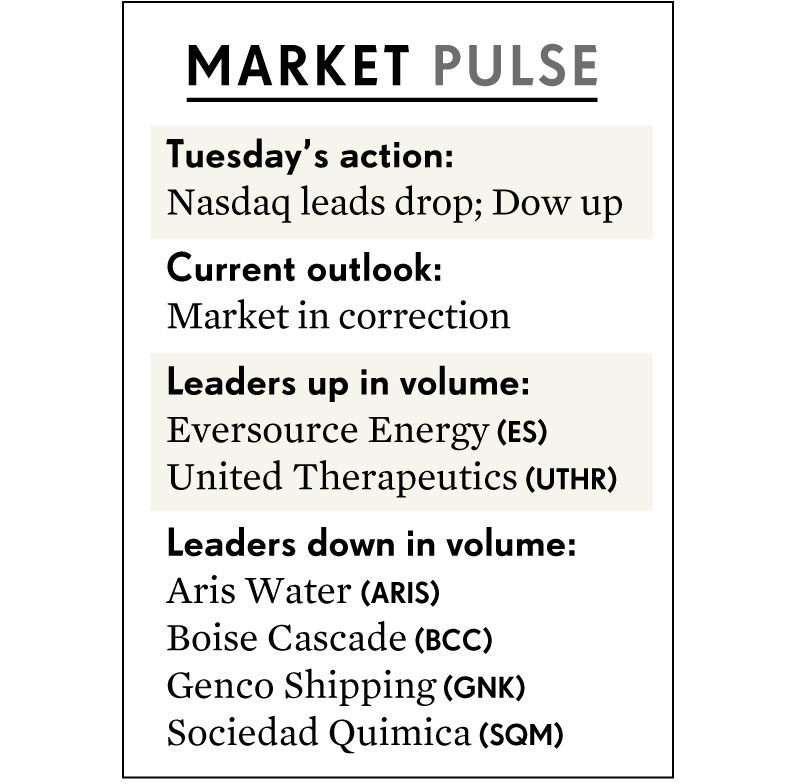 MARKET PULSE
Tuesday’s action:
Nasdaq leads drop; Dow up
Current outlook:
Market in correction
Leaders up in volume:
Eversource Energy (ES)
United Therapeutics (UTHR)
Leaders down in volume:
Aris Water (ARIS)
Boise Cascade (BCC)
Genco Shipping (GNK)
Sociedad Quimica (SQM)